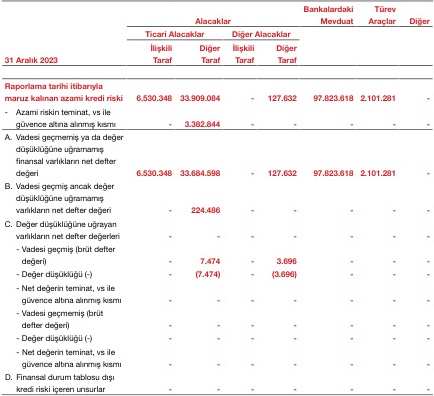 Bankalardaki Türev
Alacaklar Mevduat Araçlar Diğer
Ticari Alacaklar Diğer Alacaklar
İlişkili Diğer İlişkili Diğer
31 Aralık 2023 Taraf Taraf Taraf Taraf
Raporlama tarihi itibarıyla
maruz kalınan azami kredi riski 6.530.348 33.909.084 - 127.632 97.823.618 2.101.281 -
- Azami riskin teminat, vs ile
güvence altına alınmış kısmı - 3.382.844 - - - - -
A. Vadesi geçmemiş ya da değer
düşüklüğüne uğramamış
finansal varlıkların net defter
değeri 6.530.348 33.684.598 - 127.632 97.823.618 2.101.281 -
B. Vadesi geçmiş ancak değer
düşüklüğüne uğramamış
varlıkların net defter değeri - 224.486 - - - - -
C. Değer düşüklüğüne uğrayan
varlıkların net defter değerleri - - - - - - -
- Vadesi geçmiş (brüt defter
değeri) - 7.474 - 3.696 - - -
- Değer düşüklüğü (-) - (7.474) - (3.696) - - -
- Net değerin teminat, vs ile
güvence altına alınmış kısmı - - - - - - -
- Vadesi geçmemiş (brüt
defter değeri) - - - - - - -
- Değer düşüklüğü (-) - - - - - - -
- Net değerin teminat, vs ile
güvence altına alınmış kısmı - - - - - - -
D. Finansal durum tablosu dışı
kredi riski içeren unsurlar - - - - - - -